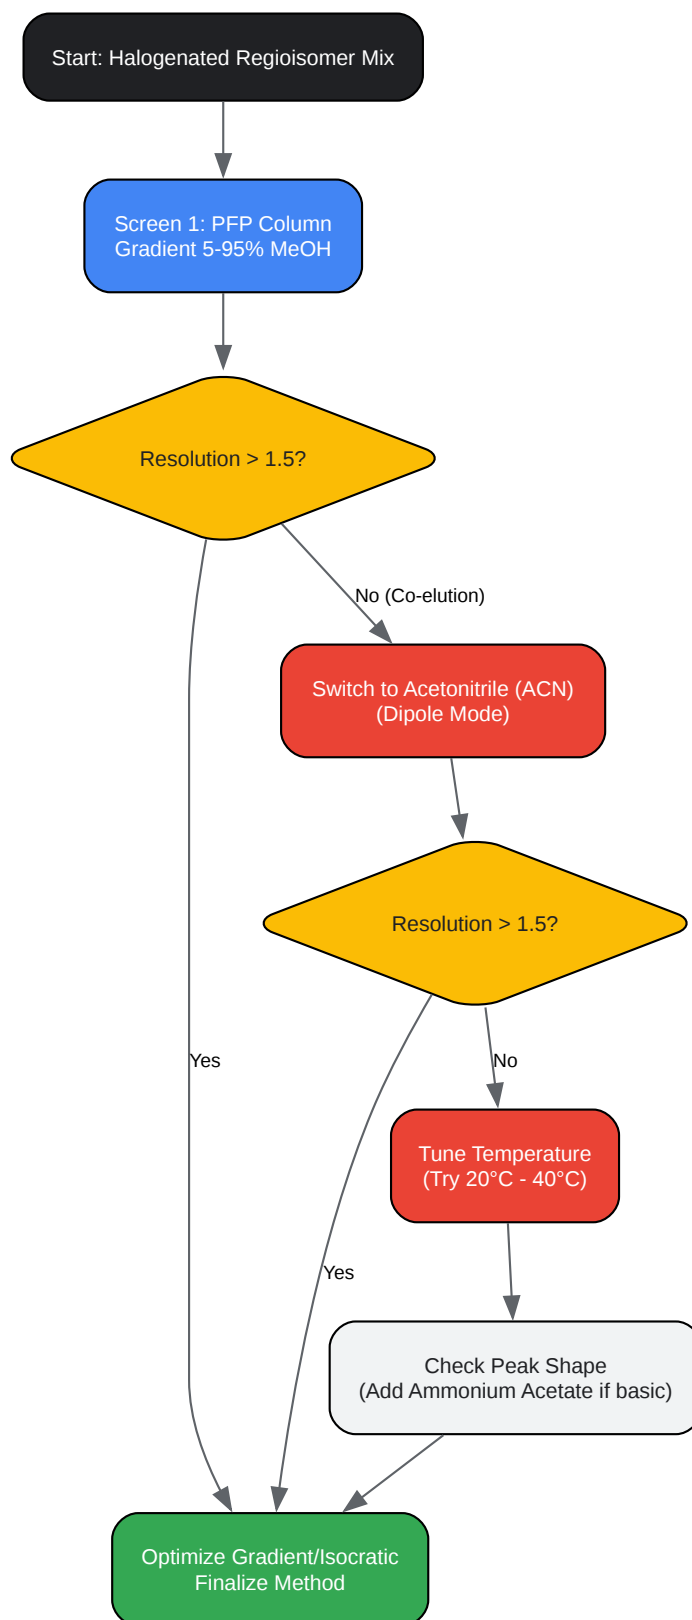 Start: Halogenated Regioisomer Mix
Screen 1: PFP Column
Gradient 5-95% MeOH
Resolution > 1.5?
No (Co-elution)
Switch to Acetonitrile (ACN)
(Dipole Mode)
Resolution > 1.5?
Yes
No
Tune Temperature
(Try 20°C - 40°C)
Yes
Check Peak Shape
(Add Ammonium Acetate if basic)
Optimize Gradient/Isocratic
Finalize Method